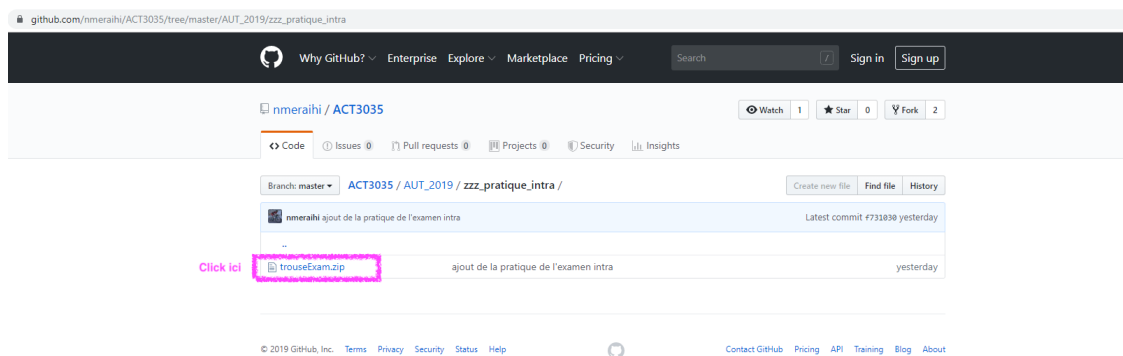 github.com/nmeraihi/ACT3035/tree/master/AUT_2019/zzz_pratique_intra
Why GitHub? Enterprise Explore Marketplace Pricing Search / Sign in Sign up
nmeraihi / ACT3035 Watch 1 Star 0 Fork 2
Code Issues 0 Pull requests 0 Projects 0 Security Insights
Branch: master ACT3035 / AUT_2019 / zzz_pratique_intra / Create new file Find file History
nmeraihi ajout de la pratique de l'examen intra Latest commit f731030 yesterday
..
Click ici trouseExam.zip ajout de la pratique de l'examen intra yesterday
© 2019 GitHub, Inc. Terms Privacy Security Status Help Contact GitHub Pricing API Training Blog About